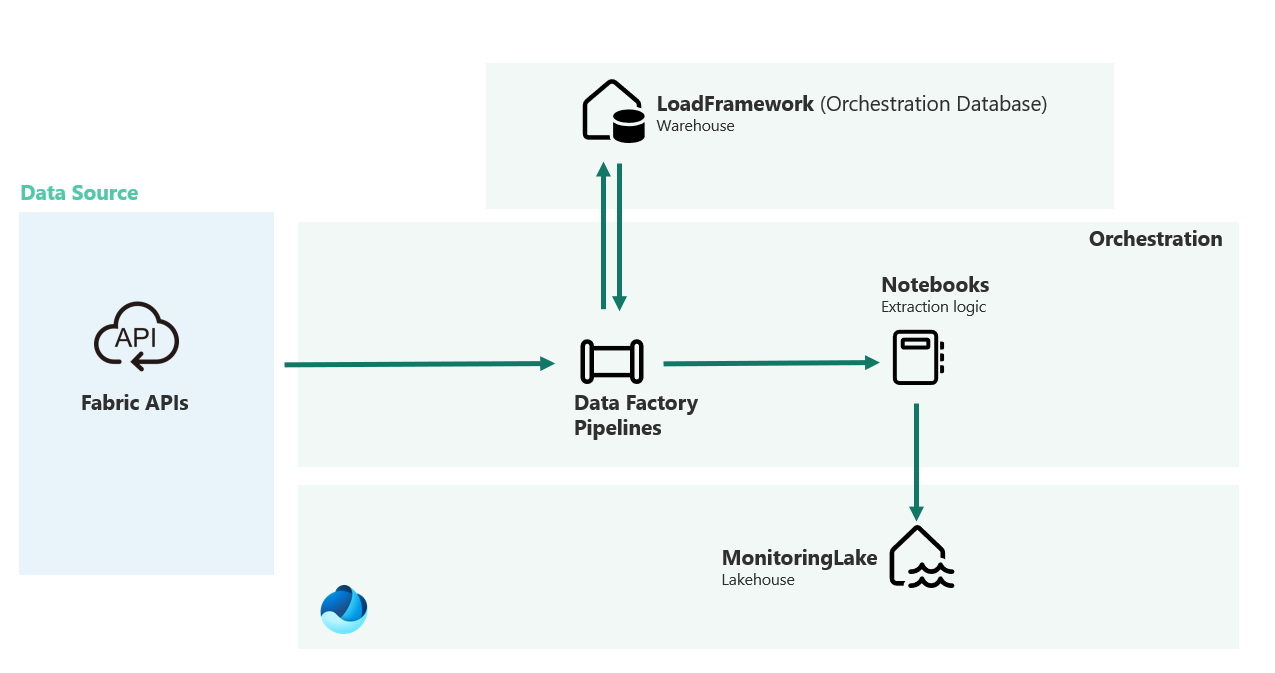 LoadFramework (Orchestration Database)
Warehouse
Data Source
Orchestration
Notebooks
Extraction logic
API
Fabric APIs
Data Factory
Pipelines
MonitoringLake
Lakehouse